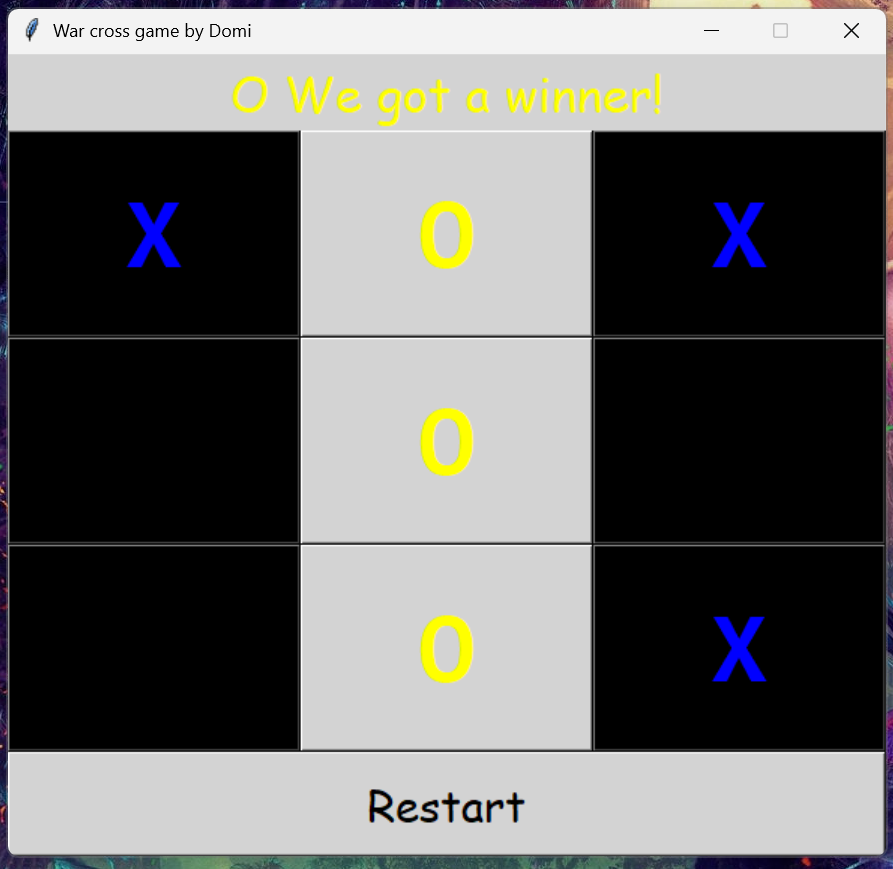 War cross game by Domi
O We got a winner!
X O X
O
O X
Restart